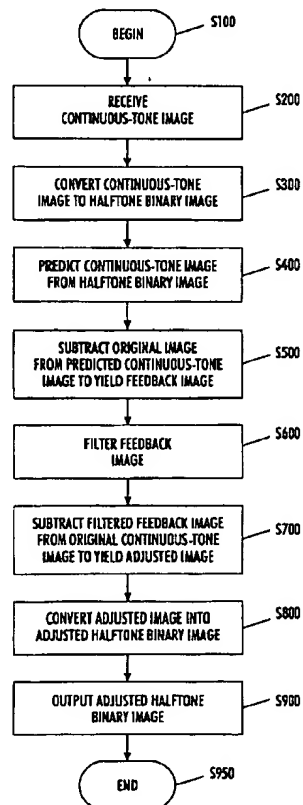 BEGIN
S100
RECEIVE
CONTINUOUS-TONE IMAGE
S200
CONVERT CONTINUOUS-TONE
IMAGE TO HALFTONE BINARY IMAGE
S300
PREDICT CONTINUOUS-TONE IMAGE
FROM HALFTONE BINARY IMAGE
S400
SUBTRACT ORIGINAL IMAGE
FROM PREDICTED CONTINUOUS-TONE
IMAGE TO YIELD FEEDBACK IMAGE
S500
FILTER FEEDBACK
IMAGE
S600
SUBTRACT FILTERED FEEDBACK IMAGE
FROM ORIGINAL CONTINUOUS-TONE
IMAGE TO YIELD ADJUSTED IMAGE
S700
CONVERT ADJUSTED IMAGE INTO
ADJUSTED HALFTONE BINARY IMAGE
S800
OUTPUT ADJUSTED HALFTONE
BINARY IMAGE
S900
END
S950